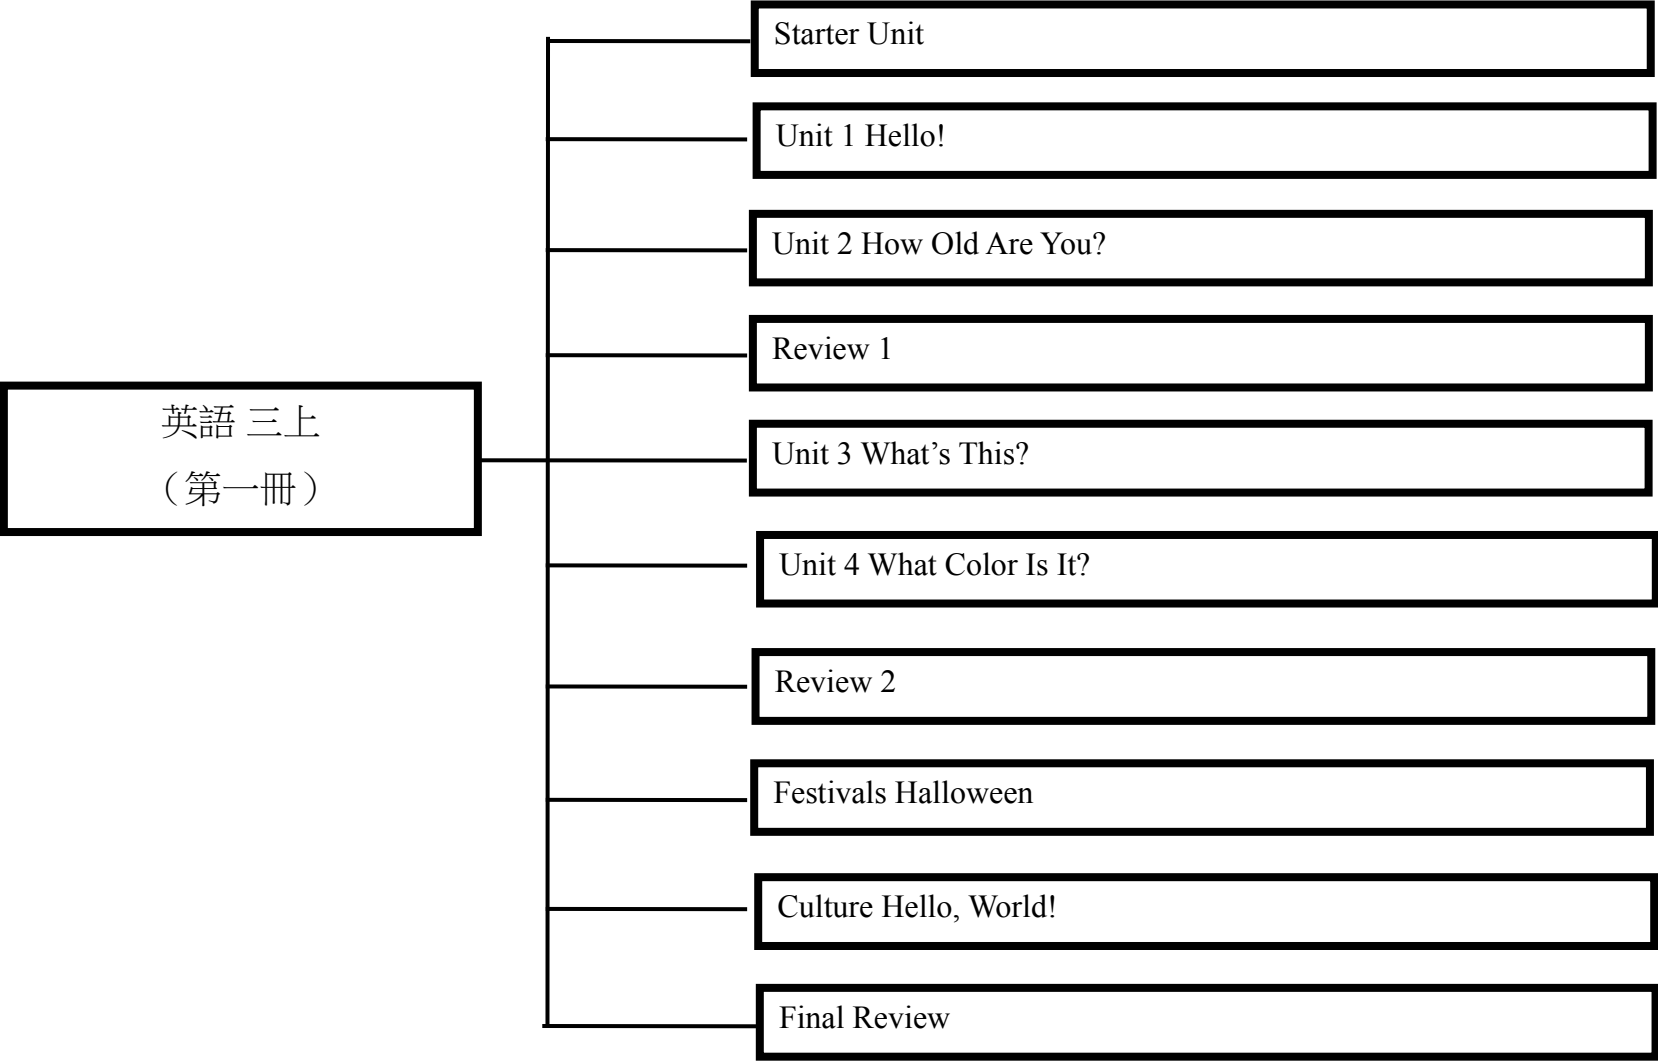 Starter Unit
Unit 1 Hello!
Unit 2 How Old Are You?
Review 1
英語 三上
（第一冊）
Unit 3 What’s This?
Unit 4 What Color Is It?
Review 2
Festivals Halloween
Culture Hello, World!
Final Review